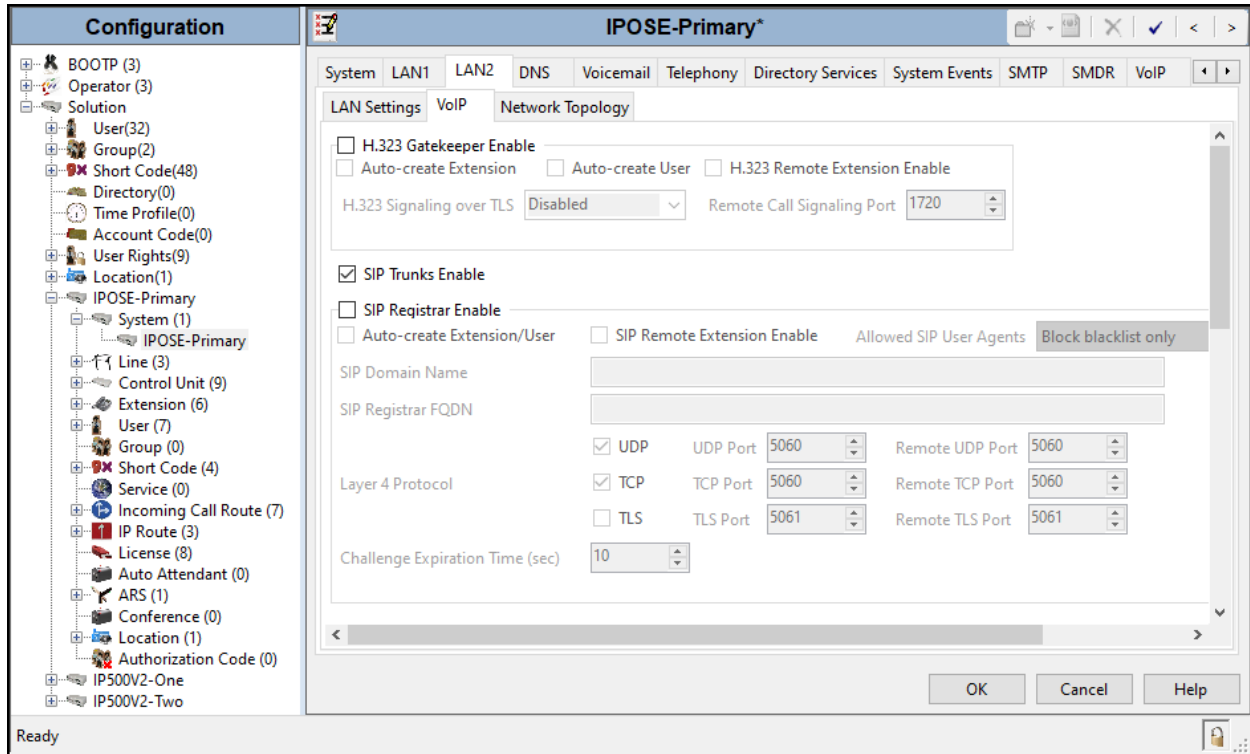 Configuration
BOOTP (3)
Operator (3)
Solution
User(32)
Group(2)
Short Code(48)
Directory(0)
Time Profile(0)
Account Code(0)
User Rights(9)
Location(1)
IPOSE-Primary
System (1)
IPOSE-Primary
Line (3)
Control Unit (9)
Extension (6)
User (7)
Group (0)
Short Code (4)
Service (0)
Incoming Call Route (7)
IP Route (3)
License (8)
Auto Attendant (0)
ARS (1)
Conference (0)
Location (1)
Authorization Code (0)
IP500V2-One
IP500V2-Two
IPOSE-Primary*
System LAN1 LAN2 DNS Voicemail Telephony Directory Services System Events SMTP SMDR VoIP
LAN Settings VoIP Network Topology
H.323 Gatekeeper Enable
Auto-create Extension Auto-create User H.323 Remote Extension Enable
H.323 Signaling over TLS Disabled Remote Call Signaling Port 1720
SIP Trunks Enable
SIP Registrar Enable
Auto-create Extension/User SIP Remote Extension Enable Allowed SIP User Agents Block blacklist only
SIP Domain Name
SIP Registrar FQDN
UDP UDP Port 5060 Remote UDP Port 5060
Layer 4 Protocol TCP TCP Port 5060 Remote TCP Port 5060
TLS TLS Port 5061 Remote TLS Port 5061
Challenge Expiration Time (sec) 10
OK Cancel Help
Ready